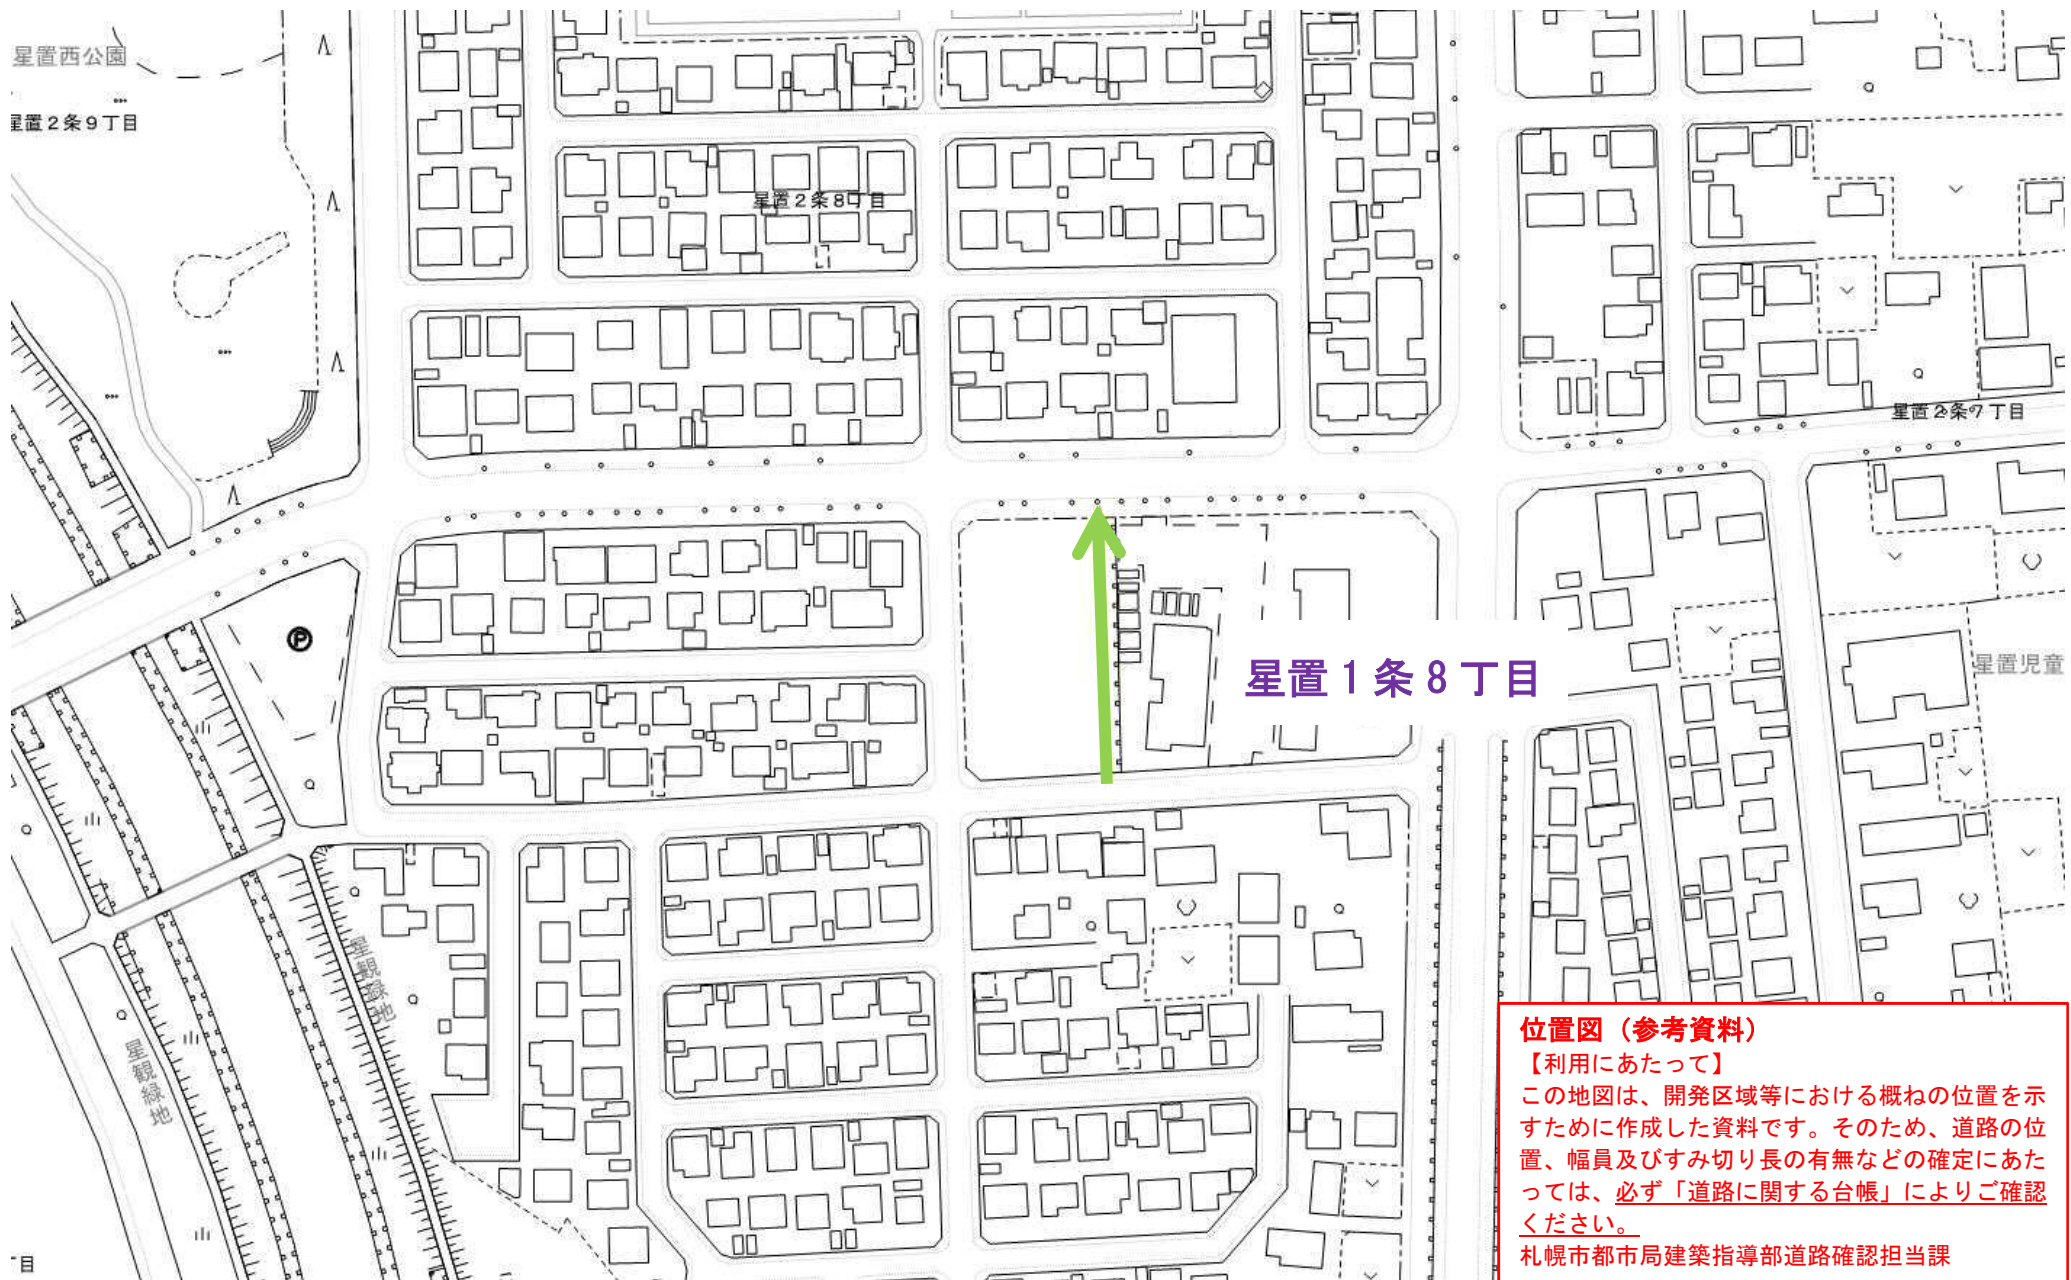 星置西公園
星置2条9丁目
星置2条8丁目
星置2条7丁目
星置1条8丁目
星置児童
星観緑地
星観緑地
目
位置図(参考資料)
【利用にあたって】
この地図は、開発区域等における概ねの位置を示
すために作成した資料です。そのため、道路の位
置、幅員及びすみ切り長の有無などの確定にあた
っては、必ず「道路に関する台帳」によりご確認
ください。
札幌市都市局建築指導部道路確認担当課